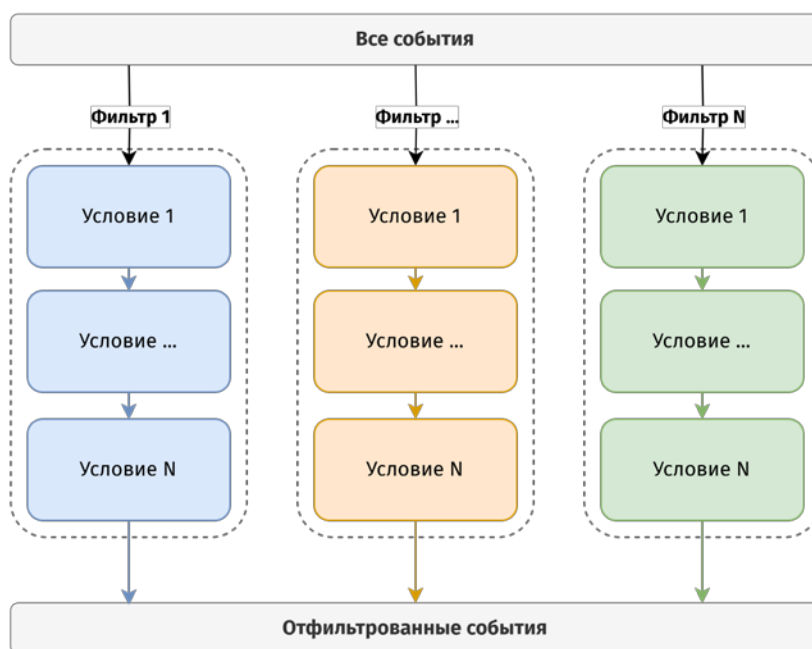 Все события
Фильтр 1
Фильтр ...
Фильтр N
Условие 1
Условие 1
Условие 1
Условие ...
Условие ...
Условие ...
Условие N
Условие N
Условие N
Отфильтрованные события